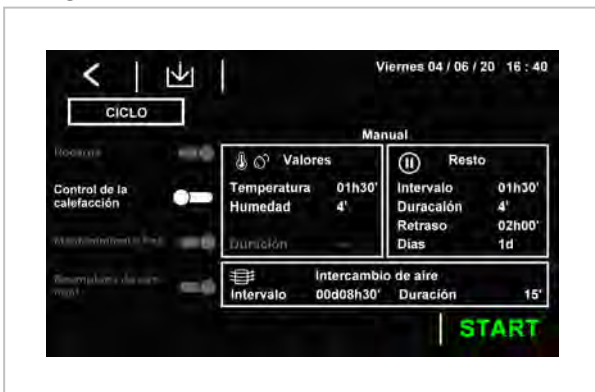 Viernes 04 / 06 / 20 16 : 40
CICLO
Manual
Valores
Temperatura 01h30'
Humedad 4'
Duración
Resto
Intervalo 01h30'
Duracalón 4'
Retraso 02h00'
Dias 1d
Control de la
calefacción
Intercambio de aire
Intervalo 00d08h30' Duración 15'
START